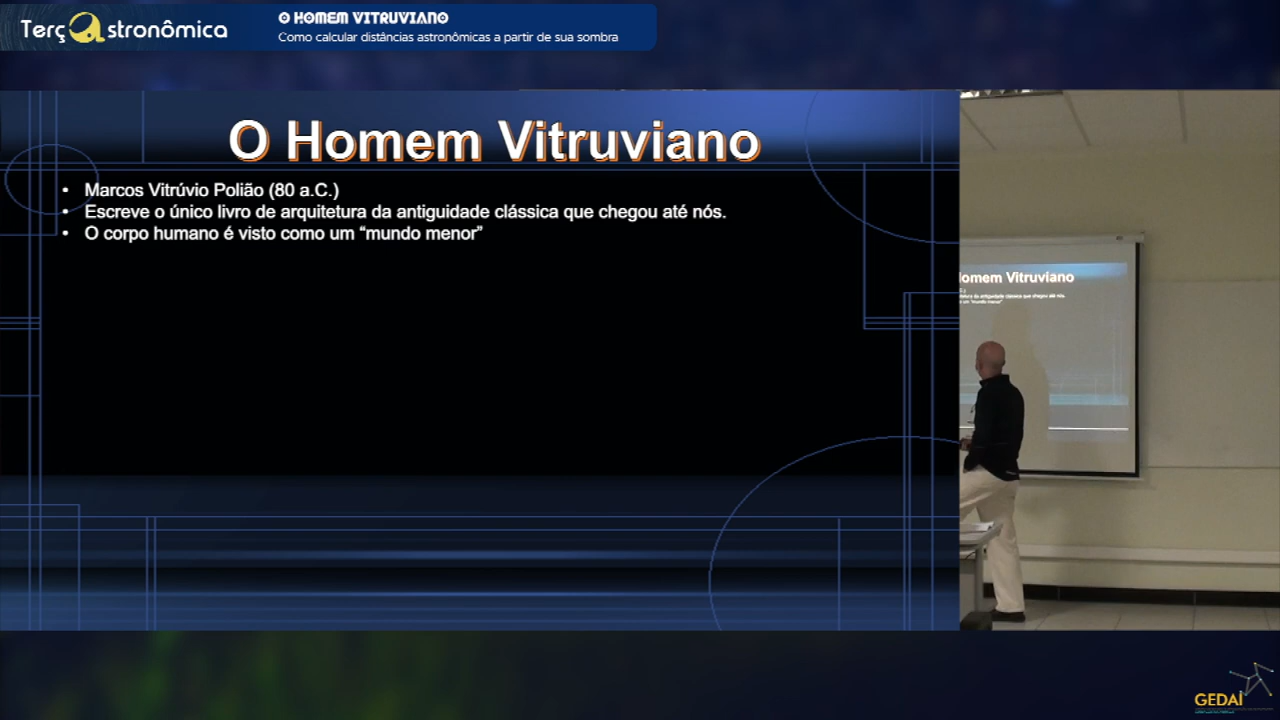 TerçAstronômica
O HOMEM VITRUVIANO
Como calcular distâncias astronômicas a partir de sua sombra
O Homem Vitruviano
• Marcos Vitrúvio Polião (80 a.C.)
• Escreve o único livro de arquitetura da antiguidade clássica que chegou até nós.
• O corpo humano é visto como um “mundo menor”
Homem Vitruviano
GEDAI